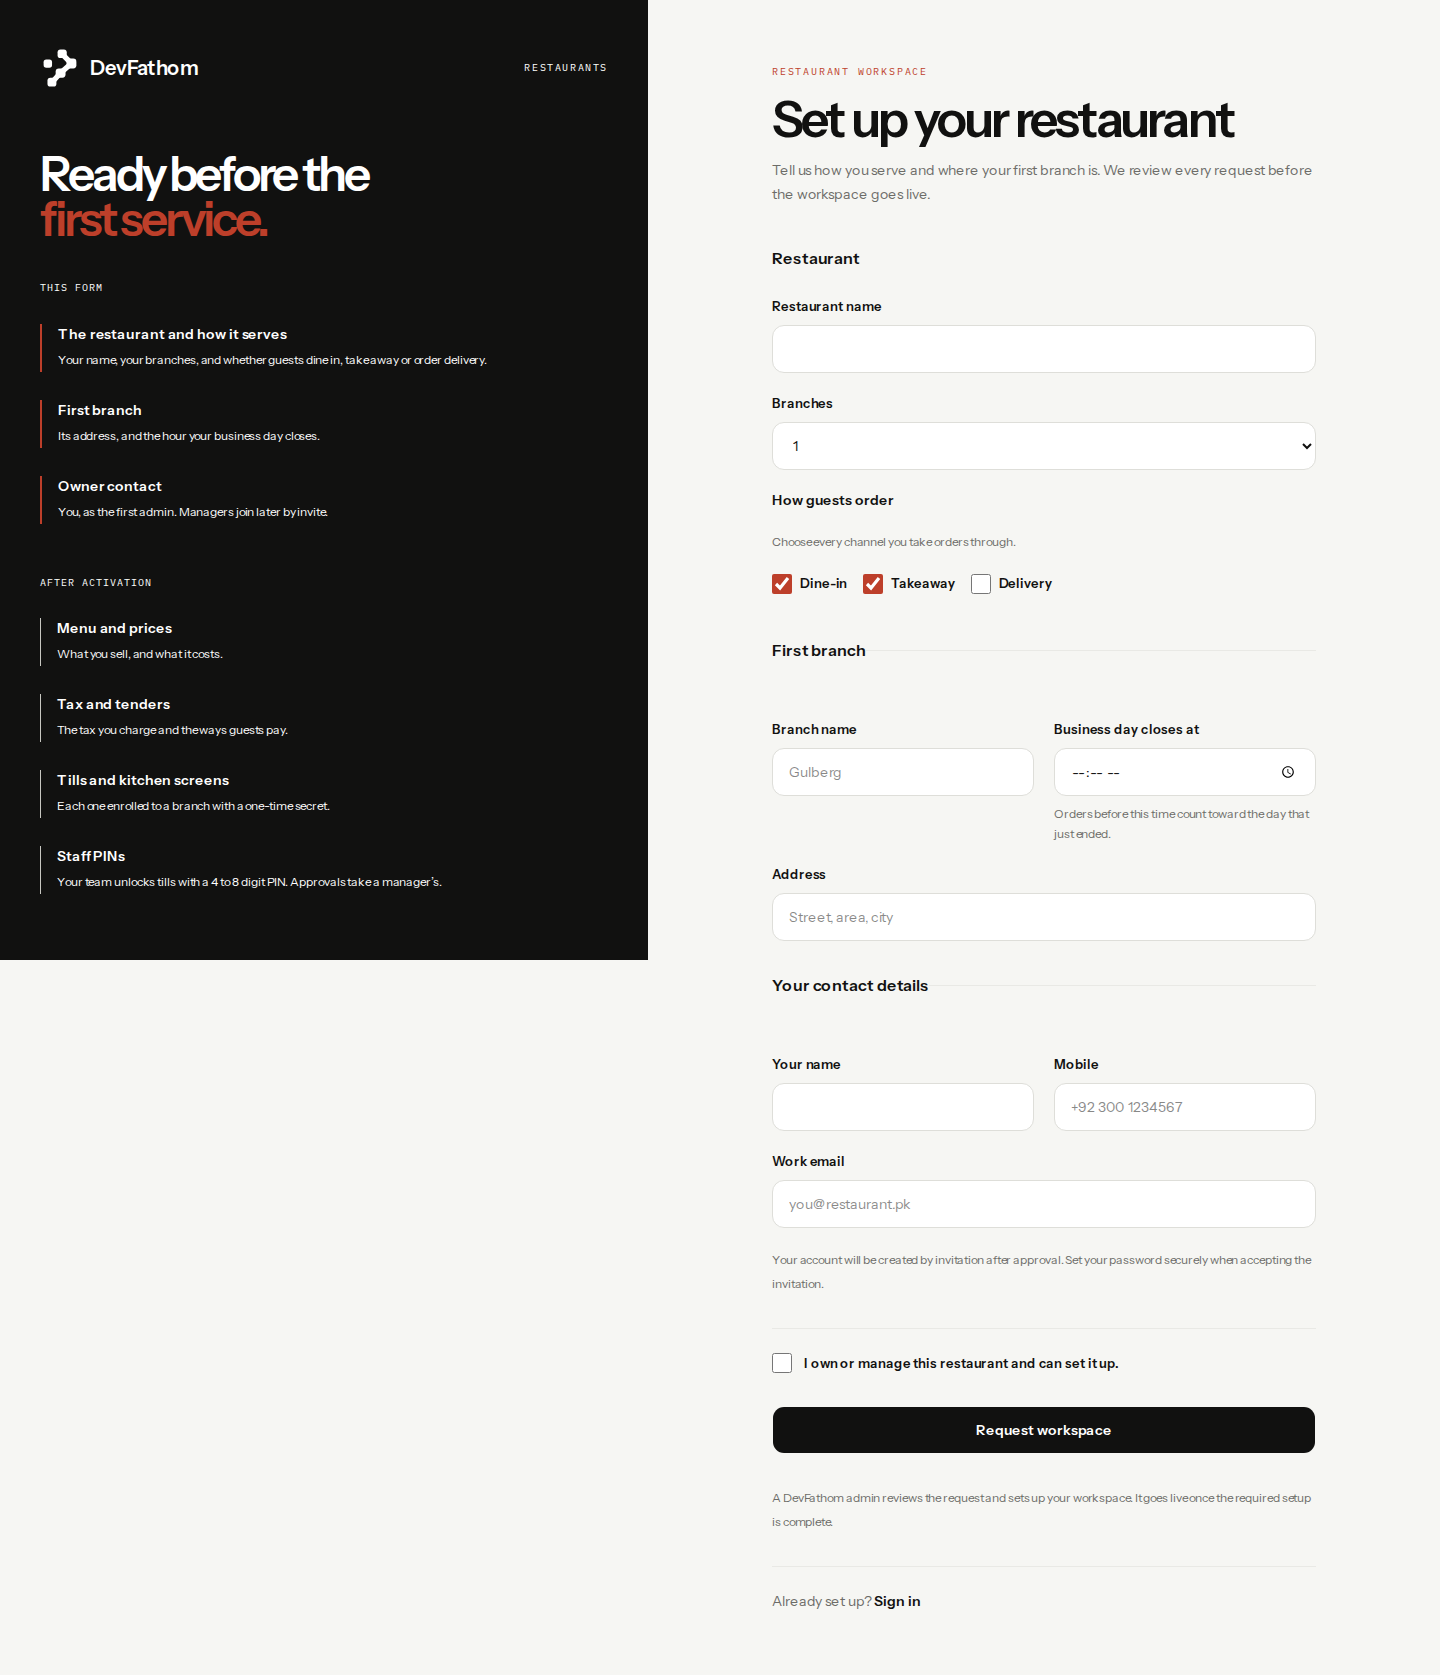 DevFathom
RESTAURANTS
Ready before the
first service.
THIS FORM
The restaurant and how it serves
Your name, your branches, and whether guests dine in, take away or order delivery.
First branch
Its address, and the hour your business day closes.
Owner contact
You, as the first admin. Managers join later by invite.
AFTER ACTIVATION
Menu and prices
What you sell, and what it costs.
Tax and tenders
The tax you charge and the ways guests pay.
Tills and kitchen screens
Each one enrolled to a branch with a one-time secret.
Staff PINs
Your team unlocks tills with a 4 to 8 digit PIN. Approvals take a manager’s.
RESTAURANT WORKSPACE
Set up your restaurant
Tell us how you serve and where your first branch is. We review every request before
the workspace goes live.
Restaurant
Restaurant name
Branches
1
How guests order
Choose every channel you take orders through.
Dine-in Takeaway Delivery
First branch
Branch name Business day closes at
Gulberg --:-- --
Orders before this time count toward the day that
just ended.
Address
Street, area, city
Your contact details
Your name Mobile
+92 300 1234567
Work email
you@restaurant.pk
Your account will be created by invitation after approval. Set your password securely when accepting the
invitation.
I own or manage this restaurant and can set it up.
Request workspace
A DevFathom admin reviews the request and sets up your workspace. It goes live once the required setup
is complete.
Already set up? Sign in